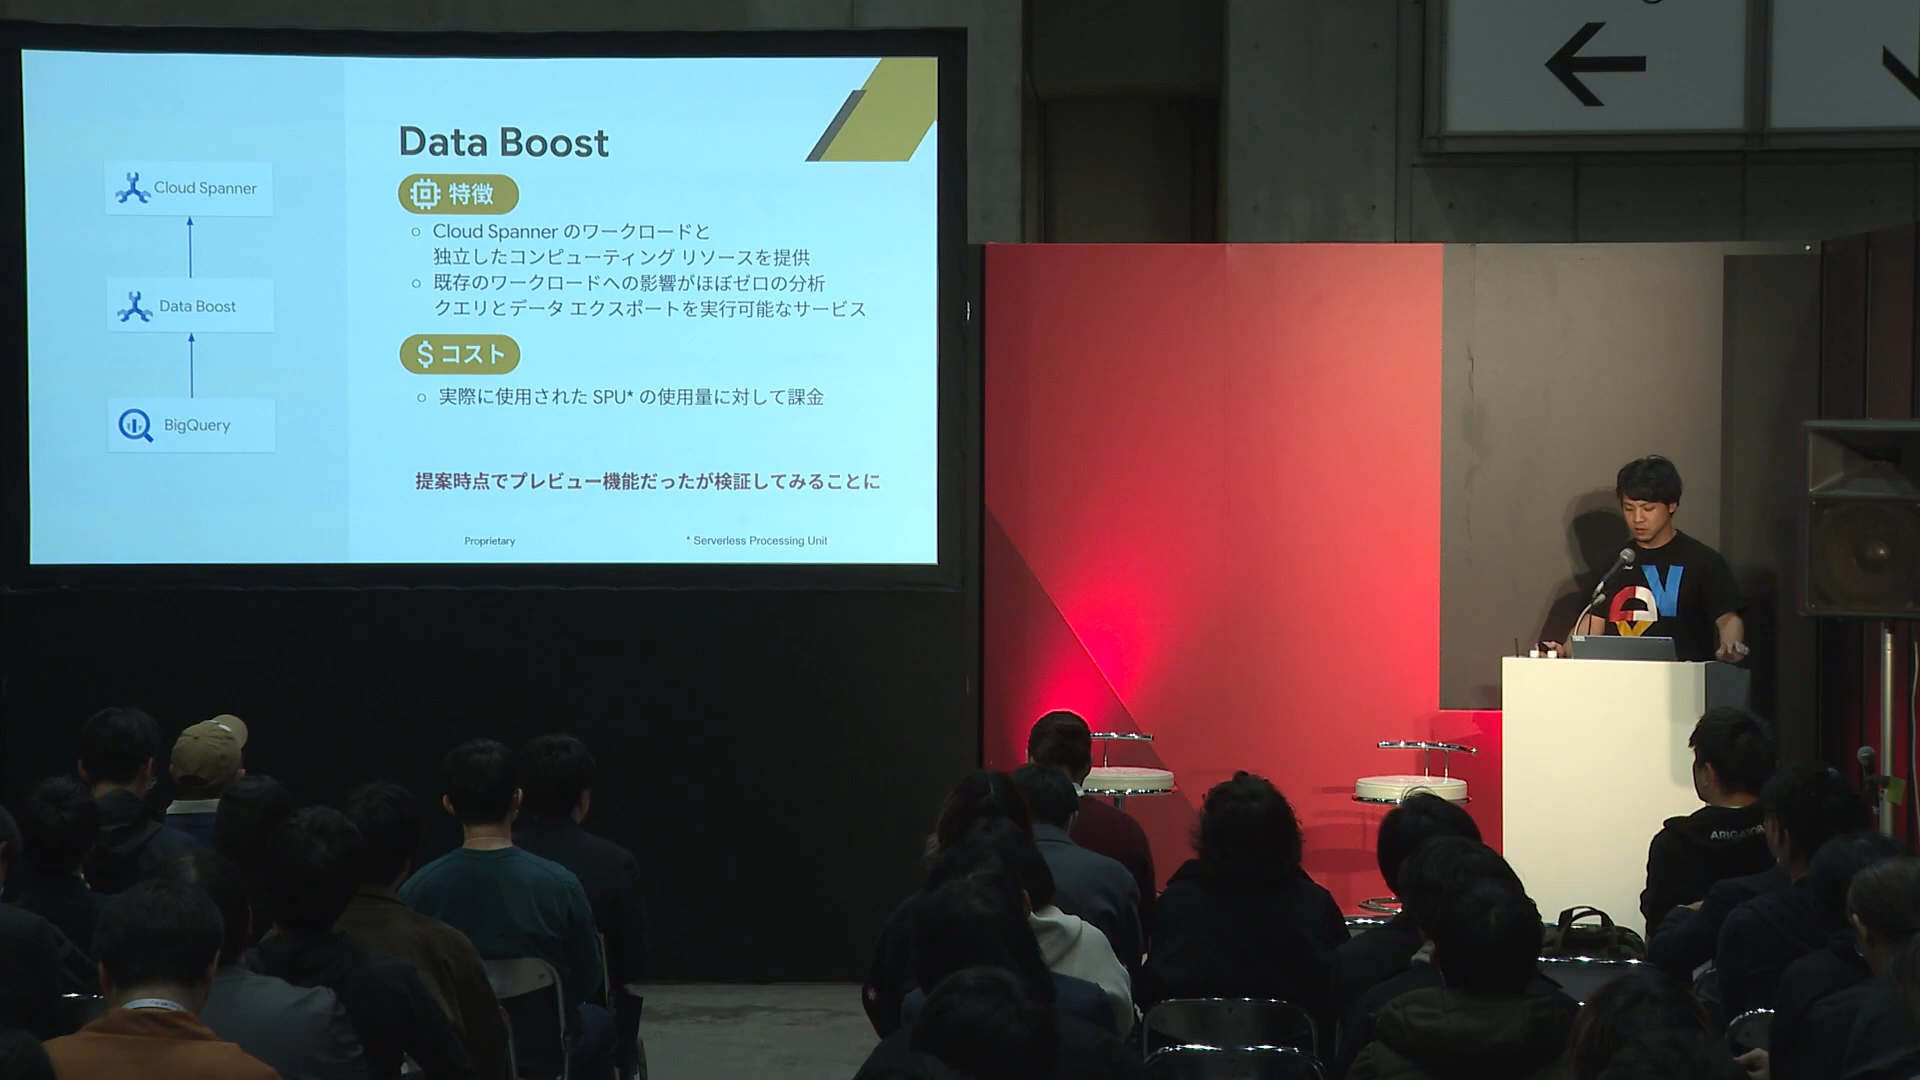 Cloud Spanner
Data Boost
BigQuery
Data Boost
特徴
Cloud Spanner のワークロードと
独立したコンピューティング リソースを提供
既存のワークロードへの影響がほぼゼロの分析
クエリとデータ エクスポートを実行可能なサービス
$ コスト
実際に使用された SPU* の使用量に対して課金
提案時点でプレビュー機能だったが検証してみることに
Proprietary
* Serverless Processing Unit